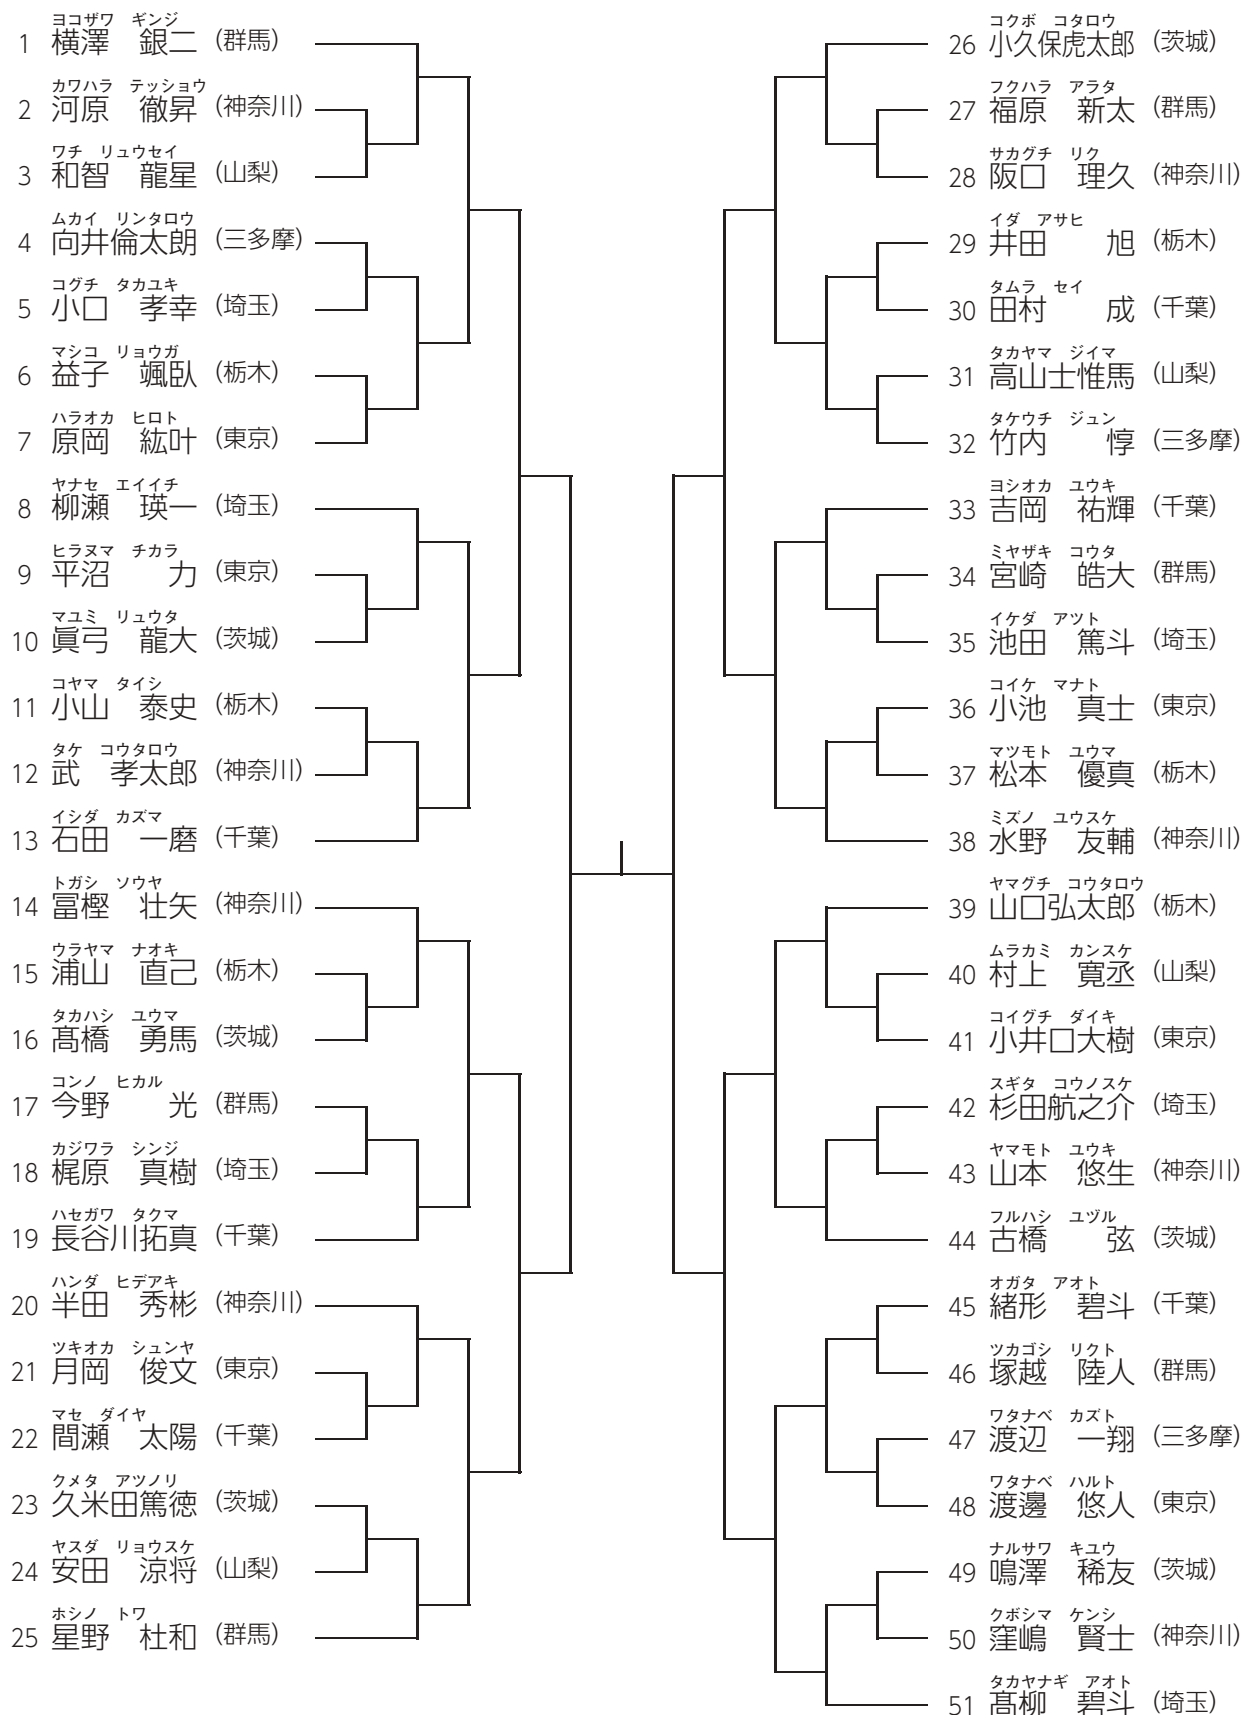 ヨコザワ ギンジ
1 横澤 銀二 (群馬)
カワハラ テッショウ
2 河原 徹昇 (神奈川)
ワチ リュウセイ
3 和智 龍星 (山梨)
ムカイ リンタロウ
4 向井倫太朗 (三多摩)
コグチ タカユキ
5 小口 孝幸 (埼玉)
マシコ リョウガ
6 益子 颯臥 (栃木)
ハラオカ ヒロト
7 原岡 紘叶 (東京)
ヤナセ エイイチ
8 柳瀬 瑛一 (埼玉)
ヒラヌマ チカラ
9 平沼 力 (東京)
マユミ リュウタ
10 眞弓 龍大 (茨城)
コヤマ タイシ
11 小山 泰史 (栃木)
タケ コウタロウ
12 武 孝太郎 (神奈川)
イシダ カズマ
13 石田 一磨 (千葉)
トガシ ソウヤ
14 冨樫 壮矢 (神奈川)
ウラヤマ ナオキ
15 浦山 直己 (栃木)
タカハシ ユウマ
16 髙橋 勇馬 (茨城)
コンノ ヒカル
17 今野 光 (群馬)
カジワラ シンジ
18 梶原 真樹 (埼玉)
ハセガワ タクマ
19 長谷川拓真 (千葉)
ハンダ ヒデアキ
20 半田 秀彬 (神奈川)
ツキオカ シュンヤ
21 月岡 俊文 (東京)
マセ ダイヤ
22 間瀬 太陽 (千葉)
クメタ アツノリ
23 久米田篤徳 (茨城)
ヤスダ リョウスケ
24 安田 涼将 (山梨)
ホシノ トワ
25 星野 杜和 (群馬)
コクボ コタロウ
26 小久保虎太郎 (茨城)
フクハラ アラタ
27 福原 新太 (群馬)
サカグチ リク
28 阪口 理久 (神奈川)
イダ アサヒ
29 井田 旭 (栃木)
タムラ セイ
30 田村 成 (千葉)
タカヤマ ジイマ
31 高山士惟馬 (山梨)
タケウチ ジュン
32 竹内 惇 (三多摩)
ヨシオカ ユウキ
33 吉岡 祐輝 (千葉)
ミヤザキ コウタ
34 宮崎 皓大 (群馬)
イケダ アツト
35 池田 篤斗 (埼玉)
コイケ マナト
36 小池 真士 (東京)
マツモト ユウマ
37 松本 優真 (栃木)
ミズノ ユウスケ
38 水野 友輔 (神奈川)
ヤマグチ コウタロウ
39 山口弘太郎 (栃木)
ムラカミ カンスケ
40 村上 寛丞 (山梨)
コイグチ ダイキ
41 小井口大樹 (東京)
スギタ コウノスケ
42 杉田航之介 (埼玉)
ヤマモト ユウキ
43 山本 悠生 (神奈川)
フルハシ ユヅル
44 古橋 弦 (茨城)
オガタ アオト
45 緒形 碧斗 (千葉)
ツカゴシ リクト
46 塚越 陸人 (群馬)
ワタナベ カズト
47 渡辺 一翔 (三多摩)
ワタナベ ハルト
48 渡邊 悠人 (東京)
ナルサワ キユウ
49 鳴澤 稀友 (茨城)
クボシマ ケンシ
50 窪嶋 賢士 (神奈川)
タカヤナギ アオト
51 髙柳 碧斗 (埼玉)